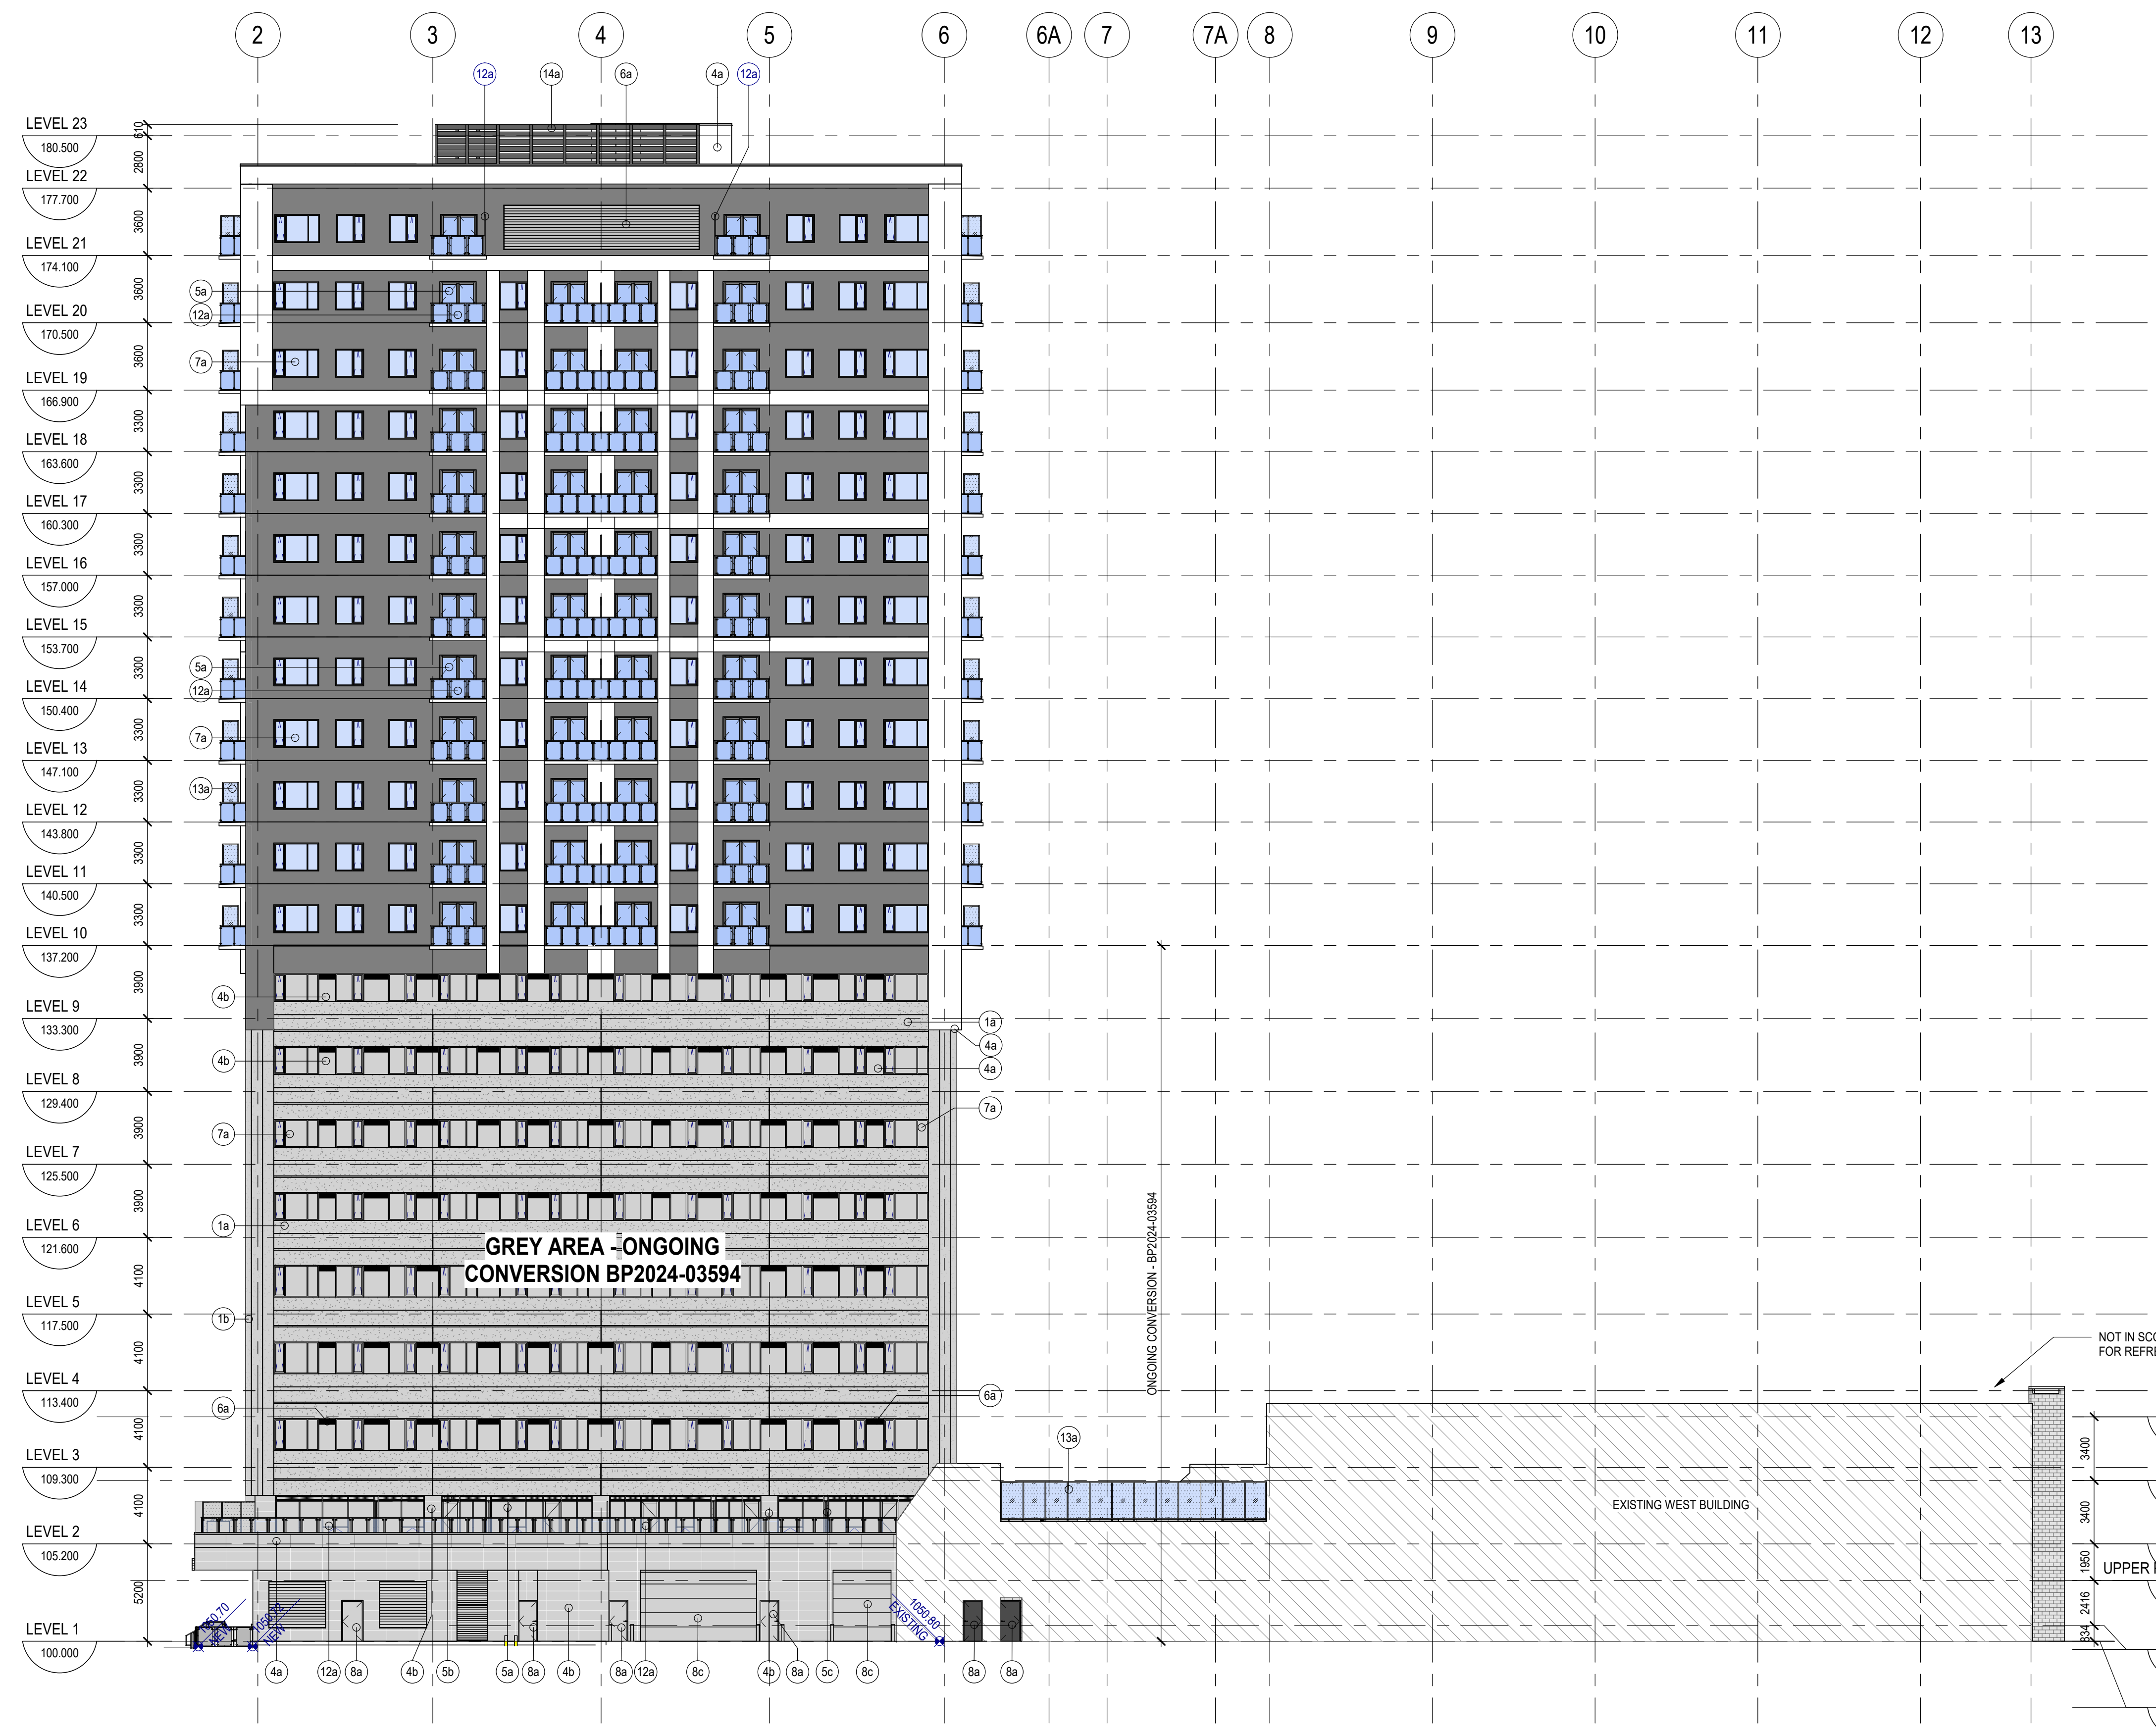 2 3 4 5 6 6A 7 7A 8 9 10 11 12 13
12a 14a 6a 4a 12a
LEVEL 23
180.500
610
2800
LEVEL 22
177.700
3600
LEVEL 21
174.100
3600
5a
12a
LEVEL 20
170.500
3600
7a
LEVEL 19
166.900
3300
LEVEL 18
163.600
3300
LEVEL 17
160.300
3300
LEVEL 16
157.000
3300
LEVEL 15
153.700
3300
5a
12a
LEVEL 14
150.400
3300
7a
LEVEL 13
147.100
3300
13a
LEVEL 12
143.800
3300
LEVEL 11
140.500
3300
LEVEL 10
137.200
3900
4b
LEVEL 9
133.300
1a
4a
3900
4b
4a
LEVEL 8
129.400
3900
7a
7a
LEVEL 7
125.500
3900
1a
LEVEL 6
121.600
GREY AREA - ONGOING
CONVERSION BP2024-03594
ONGOING CONVERSION - BP2024-03594
4100
LEVEL 5
117.500
1b
4100
NOT IN SCO
FOR REFRE
LEVEL 4
113.400
6a
6a
4100
13a
3400
LEVEL 3
109.300
4100
EXISTING WEST BUILDING
3400
LEVEL 2
105.200
1950
UPPER
5200
2416
1050.70
NEW
1050.72
NEW
1050.80
EXISTING
834
LEVEL 1
100.000
4a 12a 8a 4b 5b 5a 8a 4b 8a 12a 8c 4b 8a 5c 8c 8a 8a